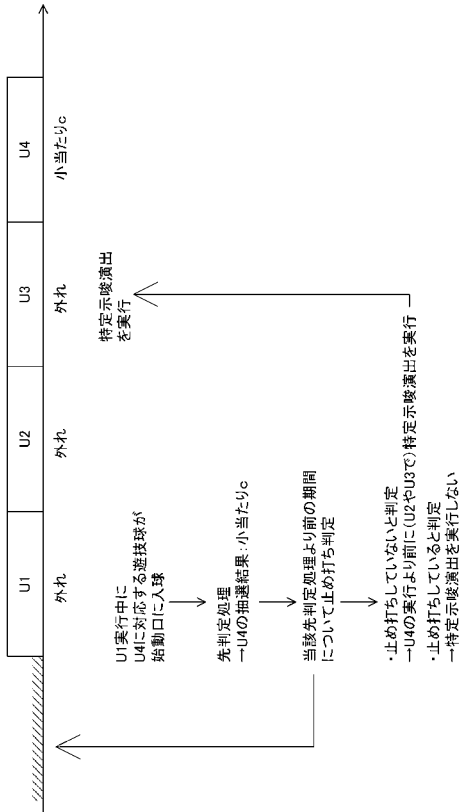 U1
U2
U3
U4
外れ
外れ
外れ
小当たりc
U1実行中に
U4に対応する遊技球が
始動口に入球
先判定処理
→U4の抽選結果：小当たりc
当該先判定処理より前の期間
について止め打ち判定
・止め打ちしていないと判定
→U4の実行より前に(U2やU3で)特定示唆演出を実行
・止め打ちしていると判定
→特定示唆演出を実行しない
特定示唆演出
を実行